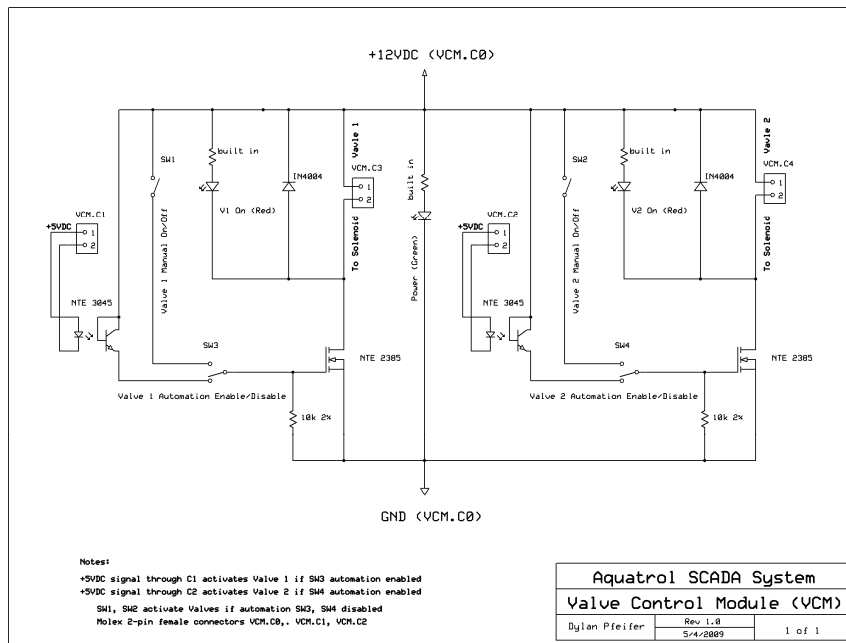 +12VDC (VCM.C0)
SW1
built in
Vavle 1
VCM.C3
1
2
IN4004
V1 On (Red)
To Solenoid
Valve 1 Manual On/Off
VCM.C1
+5VDC
1
2
NTE 3045
SW3
NTE 2385
Valve 1 Automation Enable/Disable
10k 2%
built in
Power (Green)
SW2
built in
Vavle 2
VCM.C4
1
2
IN4004
V2 On (Red)
To Solenoid
Valve 2 Manual On/Off
VCM.C2
+5VDC
1
2
NTE 3045
SW4
NTE 2385
Valve 2 Automation Enable/Disable
10k 2%
GND (VCM.C0)
Notes:
+5VDC signal through C1 activates Valve 1 if SW3 automation enabled
+5VDC signal through C2 activates Valve 2 if SW4 automation enabled
SW1, SW2 activate Valves if automation SW3, SW4 disabled
Molex 2-pin female connectors VCM.C0,. VCM.C1, VCM.C2
Aquatrol SCADA System
Valve Control Module (VCM)
Dylan Pfeifer
Rev 1.0
5/4/2009
1 of 1